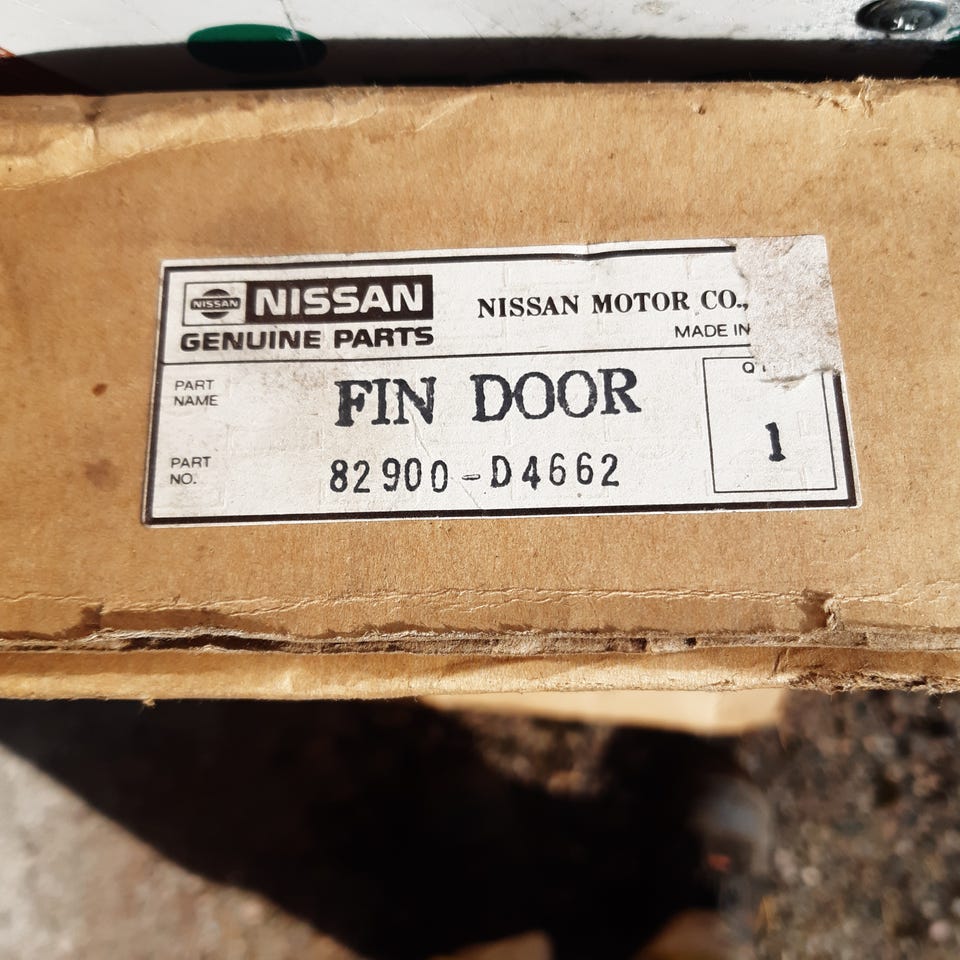 NISSAN NISSAN
GENUINE PARTS
NISSAN MOTOR CO.,
MADE IN
PART NAME
FIN DOOR
PART NO.
82900-D4662
1